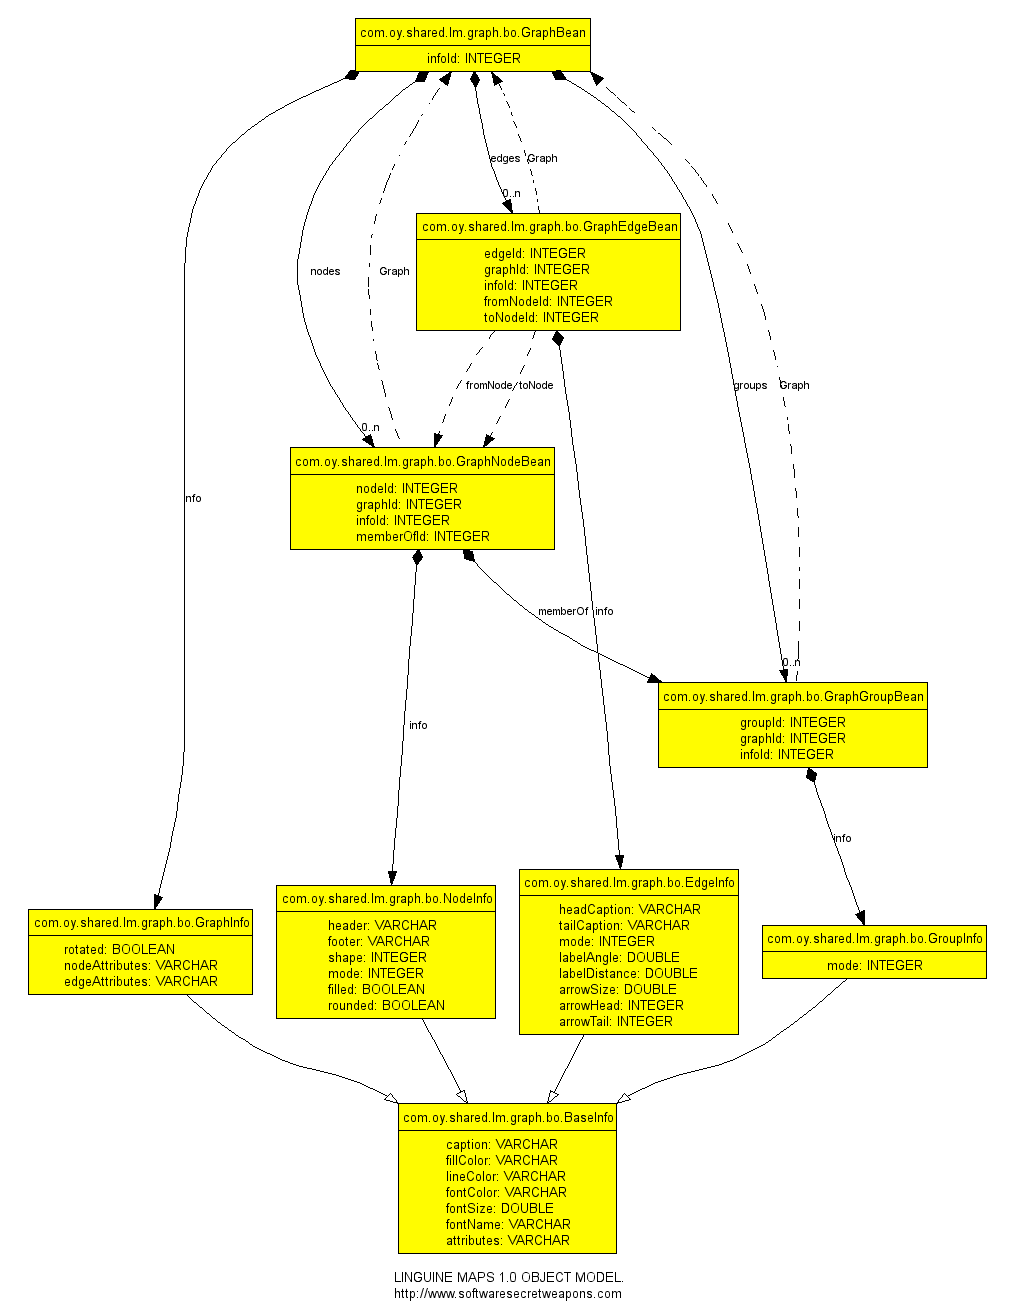 com.oy.shared.lm.graph.bo.GraphBean
infoId: INTEGER
edges
Graph
0..n
com.oy.shared.lm.graph.bo.GraphEdgeBean
edgeId: INTEGER
graphId: INTEGER
infoId: INTEGER
fromNodeId: INTEGER
toNodeId: INTEGER
nodes
Graph
fromNode
toNode
groups
Graph
0..n
com.oy.shared.lm.graph.bo.GraphNodeBean
nodeId: INTEGER
graphId: INTEGER
infoId: INTEGER
memberOfId: INTEGER
info
memberOf
info
0..n
com.oy.shared.lm.graph.bo.GraphGroupBean
groupId: INTEGER
graphId: INTEGER
infoId: INTEGER
info
info
com.oy.shared.lm.graph.bo.GraphInfo
rotated: BOOLEAN
nodeAttributes: VARCHAR
edgeAttributes: VARCHAR
com.oy.shared.lm.graph.bo.NodeInfo
header: VARCHAR
footer: VARCHAR
shape: INTEGER
mode: INTEGER
filled: BOOLEAN
rounded: BOOLEAN
com.oy.shared.lm.graph.bo.EdgeInfo
headCaption: VARCHAR
tailCaption: VARCHAR
mode: INTEGER
labelAngle: DOUBLE
labelDistance: DOUBLE
arrowSize: DOUBLE
arrowHead: INTEGER
arrowTail: INTEGER
com.oy.shared.lm.graph.bo.GroupInfo
mode: INTEGER
com.oy.shared.lm.graph.bo.BaseInfo
caption: VARCHAR
fillColor: VARCHAR
lineColor: VARCHAR
fontColor: VARCHAR
fontSize: DOUBLE
fontName: VARCHAR
attributes: VARCHAR
LINGUINE MAPS 1.0 OBJECT MODEL.
http://www.softwaresecretweapons.com